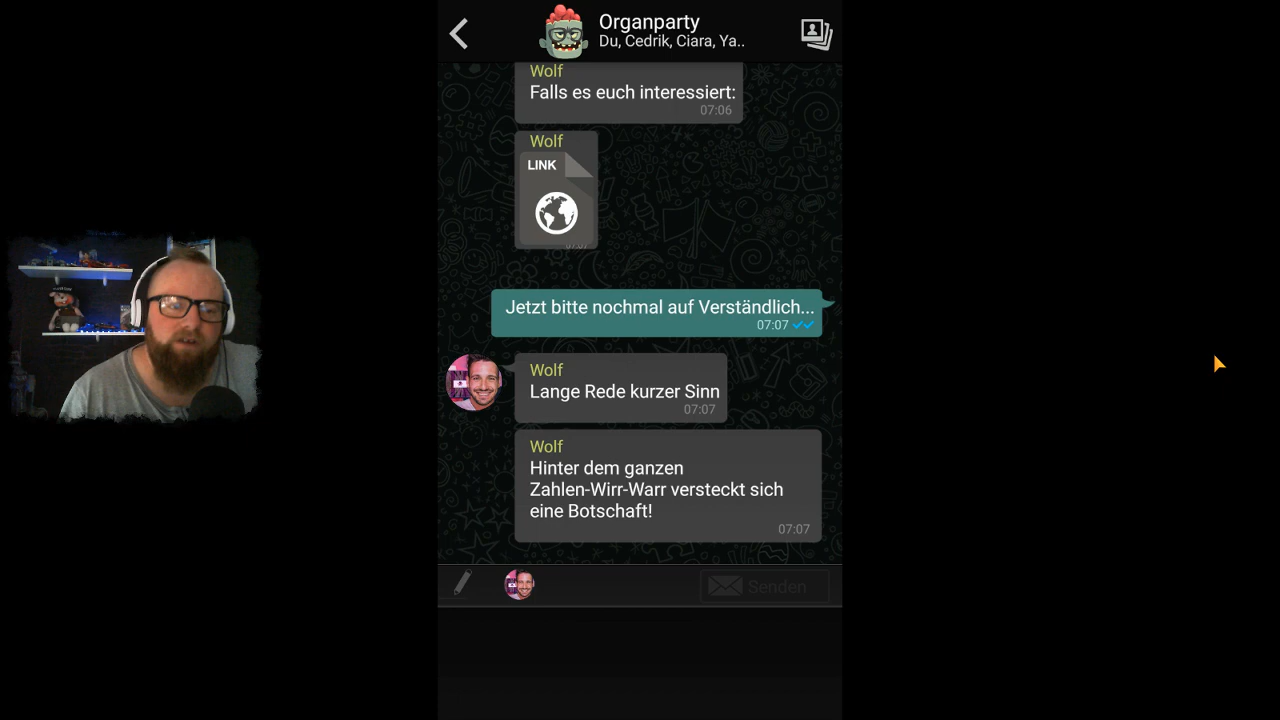 Organparty
Du, Cedrik, Ciara, Ya..
Wolf
Falls es euch interessiert:
07:06
Wolf
LINK
07:07
Jetzt bitte nochmal auf Verständlich...
07:07
Wolf
Lange Rede kurzer Sinn
07:07
Wolf
Hinter dem ganzen
Zahlen-Wirr-Warr versteckt sich
eine Botschaft!
07:07
Senden